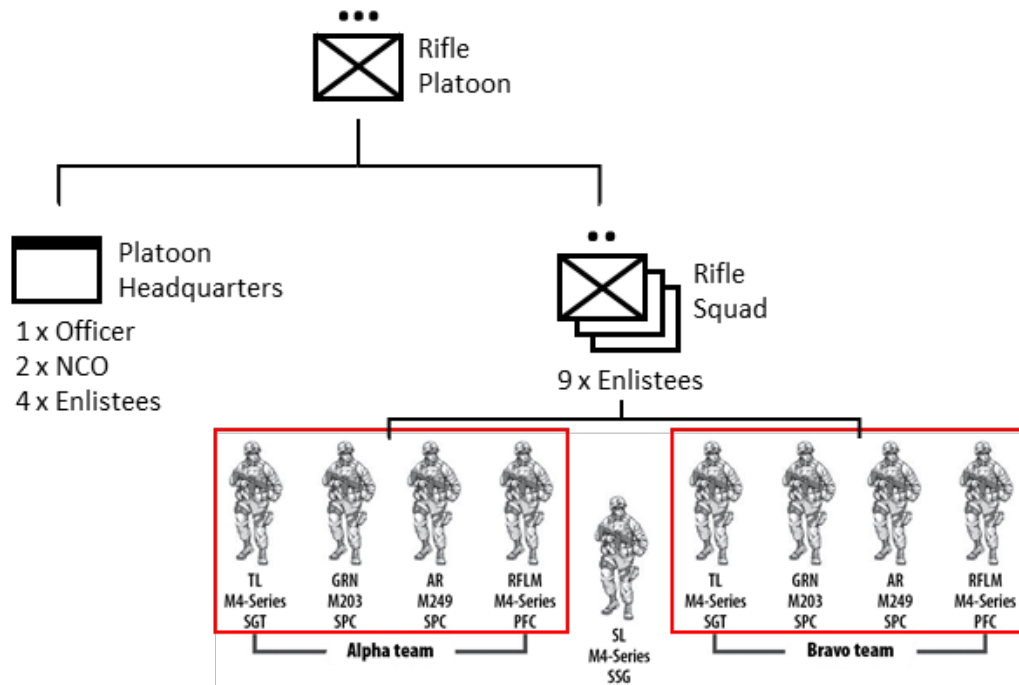 Rifle
Platoon
Platoon
Headquarters
1 x Officer
2 x NCO
4 x Enlistees
Rifle
Squad
9 x Enlistees
TL
M4-Series
SGT
GRN
M203
SPC
AR
M249
SPC
RFLM
M4-Series
PFC
Alpha team
SL
M4-Series
SSG
TL
M4-Series
SGT
GRN
M203
SPC
AR
M249
SPC
RFLM
M4-Series
PFC
Bravo team